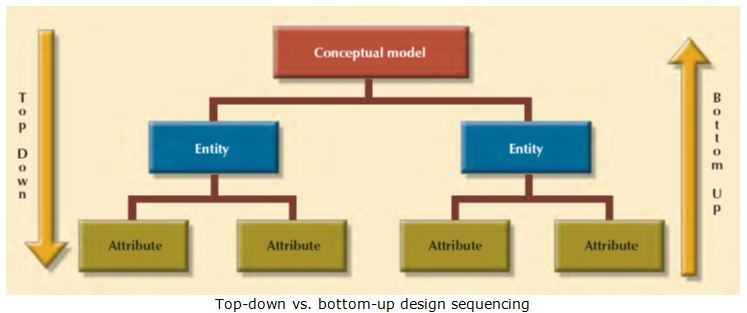 Conceptual model
Top Down
Bottom Up
Entity
Entity
Attribute
Attribute
Attribute
Attribute
Top-down vs. bottom-up design sequencing